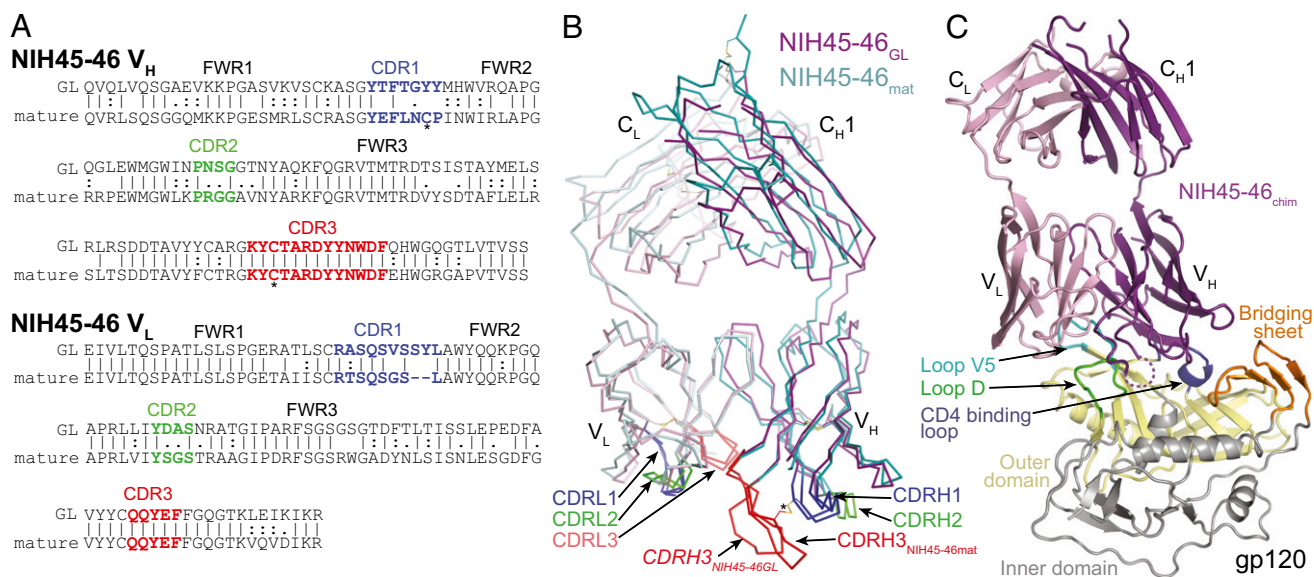 A
NIH45-46 VH
FWR1 CDR1 FWR2
GL QVQLVQSGAEVKKPGASVKVSCKASGYTFTGYYMHWVRQAPG
mature QVRLSQSGGQMKKPGESMRLSCRASGYEFLNCPINWIRLAPG
*
CDR2 FWR3
GL QGLEWMGWINPNSGGTNYAQKFQGRVTMTRDTSISTAYMELS
mature RRPEWMGWLKPRGGAVNYARKFQGRVTMTRDVYSDTAFLELR
CDR3
GL RLRSDDTAVYYCARGKYCTARDYYNWDFQHWGQGTLVTVSS
mature SLTSDDTAVYFCTRGKYCTARDYYNWDFEHWGRGAPVTVSS
*
NIH45-46 VL
FWR1 CDR1 FWR2
GL EIVLTQSPATLSLSPGERATLSCRASQSVSSYLAWYQQKPGQ
mature EIVLTQSPATLSLSPGETAIISCRTSQSGS--LAWYQQRPGQ
CDR2 FWR3
GL APRLLIYDASNRATGIPARFSGSGSGTDFTLTISSLEPEDFA
mature APRLVIYSGSTRAAGIPDRFSGSRWGADYNLSISNLESGDFG
CDR3
GL VYYCQQYEFFGQGTKLEIKIKR
mature VYYCQQYEFFGQGTKVQVDIKR
B
NIH45-46GL
NIH45-46mat
CL
CH1
VL
VH
CDRL1
CDRL2
CDRL3
*
CDRH1
CDRH2
CDRH3NIH45-46GL
CDRH3NIH45-46mat
C
CL
CH1
NIH45-46chim
VL
VH
Bridging
sheet
Loop V5
Loop D
CD4 binding
loop
Outer
domain
Inner domain
gp120